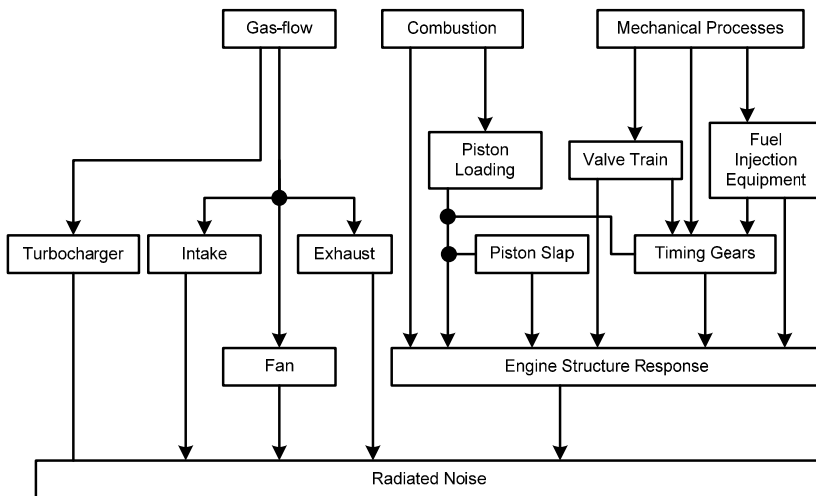 Gas-flow
Combustion
Mechanical Processes
Piston
Loading
Valve Train
Fuel
Injection
Equipment
Turbocharger
Intake
Exhaust
Piston Slap
Timing Gears
Fan
Engine Structure Response
Radiated Noise